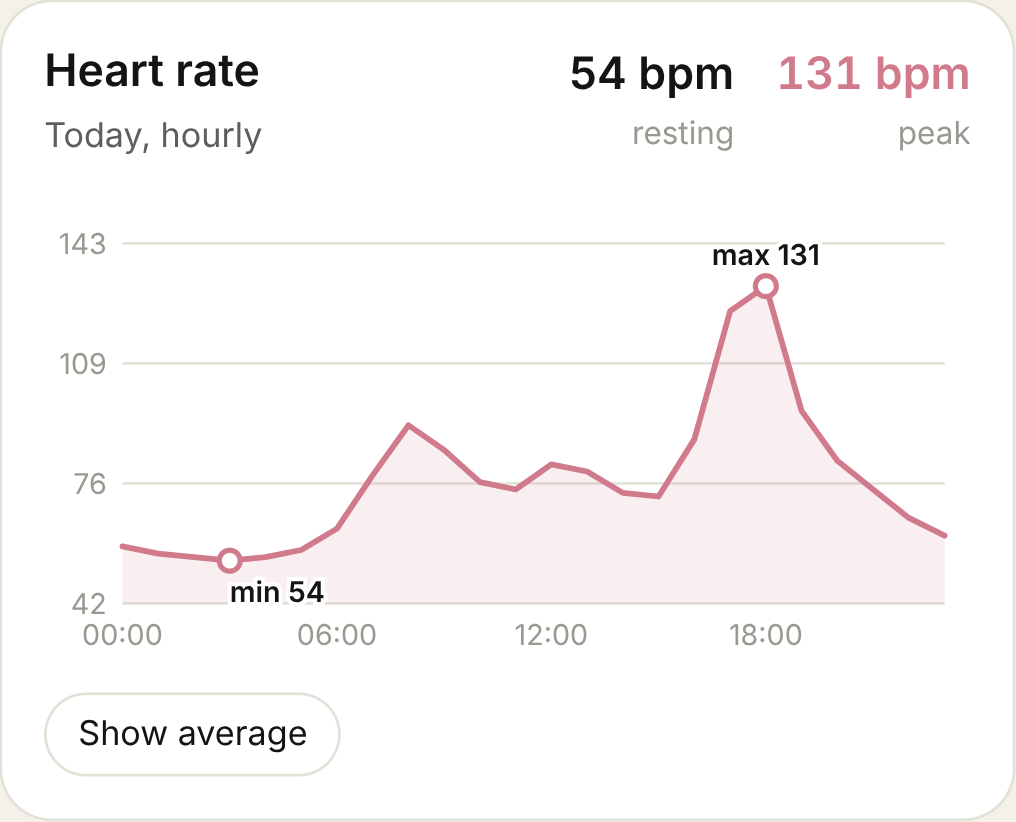 Heart rate
54 bpm
131 bpm
Today, hourly
resting
peak
143
max 131
109
76
min 54
42
00:00
06:00
12:00
18:00
Show average